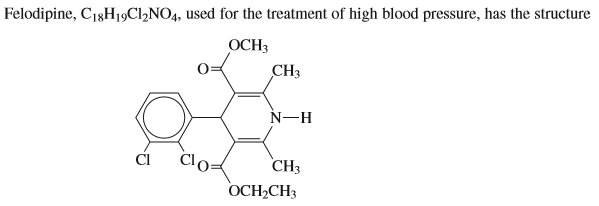 Felodipine, C₁₈H₁₉Cl₂NO₄, used for the treatment of high blood pressure, has the structure
OCH₃
O
CH₃
N—H
Cl
Cl
O
CH₃
OCH₂CH₃